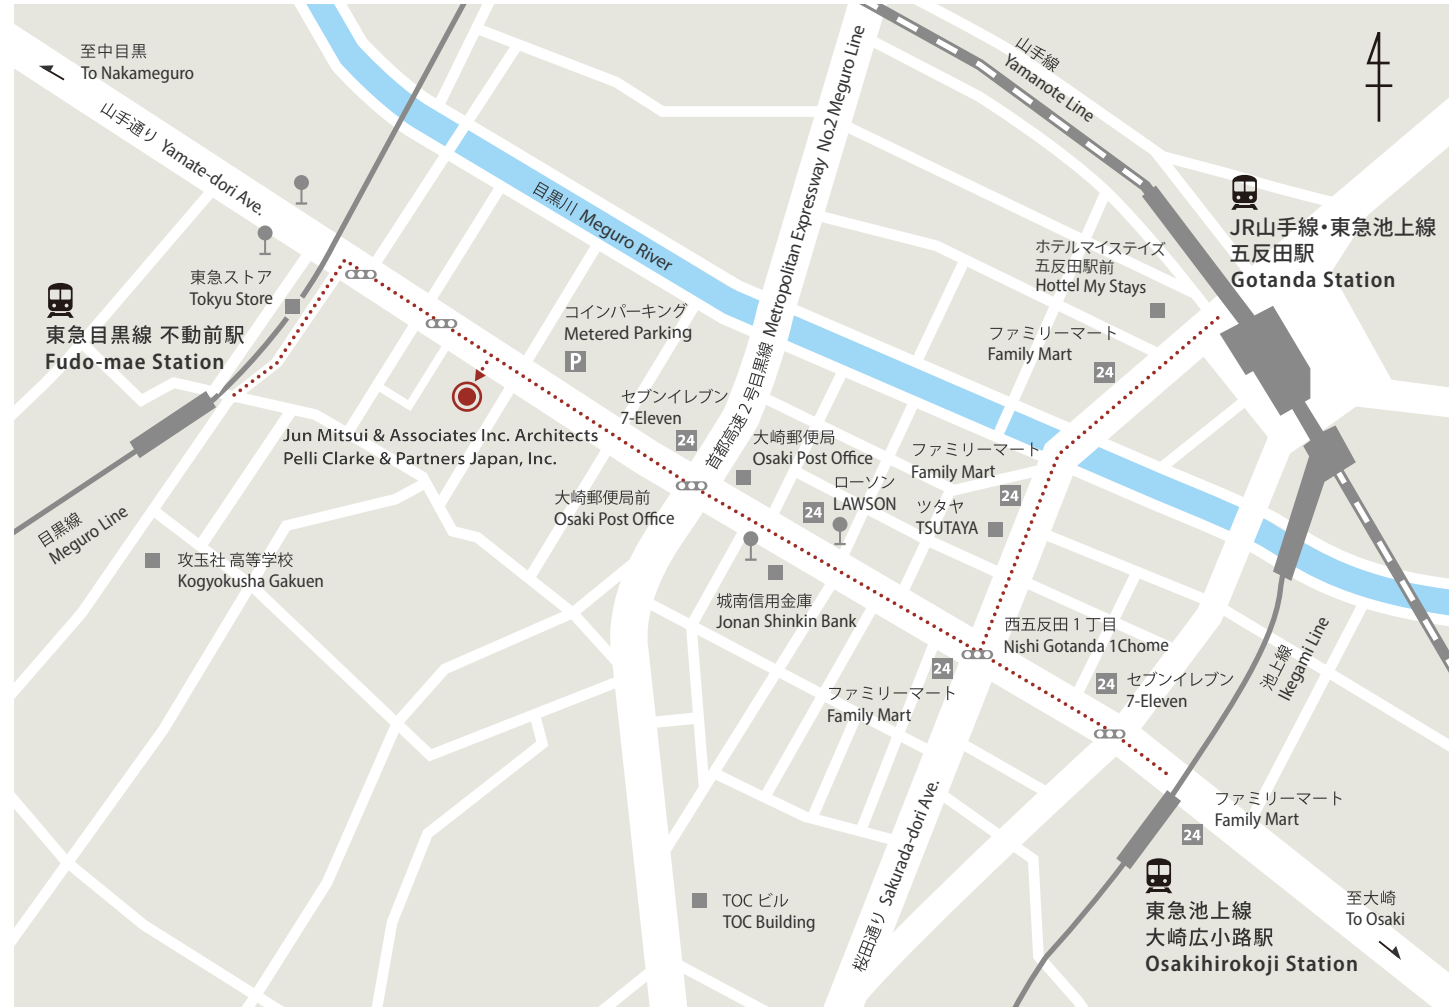 至中目黒
To Nakameguro
山手通り Yamate-dori Ave.
東急ストア
Tokyu Store
東急目黒線 不動前駅
Fudo-mae Station
目黒線
Meguro Line
攻玉社 高等学校
Kogyokusha Gakuen
Jun Mitsui & Associates Inc. Architects
Pelli Clarke & Partners Japan, Inc.
目黒川 Meguro River
コインパーキング
Metered Parking
P
セブンイレブン
7-Eleven
24
首都高速2号目黒線 Metropolitan Expressway No.2 Meguro Line
大崎郵便局
Osaki Post Office
大崎郵便局前
Osaki Post Office
ローソン
LAWSON
24
城南信用金庫
Jonan Shinkin Bank
山手線
Yamanote Line
JR山手線・東急池上線
五反田駅
Gotanda Station
ホテルマイステイズ
五反田駅前
Hottel My Stays
ファミリーマート
Family Mart
24
ファミリーマート
Family Mart
24
ツタヤ
TSUTAYA
西五反田1丁目
Nishi Gotanda 1Chome
24
ファミリーマート
Family Mart
24
セブンイレブン
7-Eleven
池上線
Ikegami Line
ファミリーマート
Family Mart
24
桜田通り Sakurada-dori Ave.
TOC ビル
TOC Building
東急池上線
大崎広小路駅
Osakihirokoji Station
至大崎
To Osaki